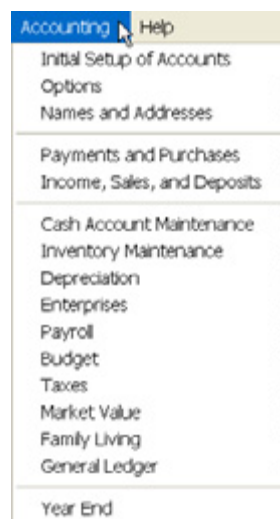 Accounting Help
Initial Setup of Accounts
Options
Names and Addresses
Payments and Purchases
Income, Sales, and Deposits
Cash Account Maintenance
Inventory Maintenance
Depreciation
Enterprises
Payroll
Budget
Taxes
Market Value
Family Living
General Ledger
Year End